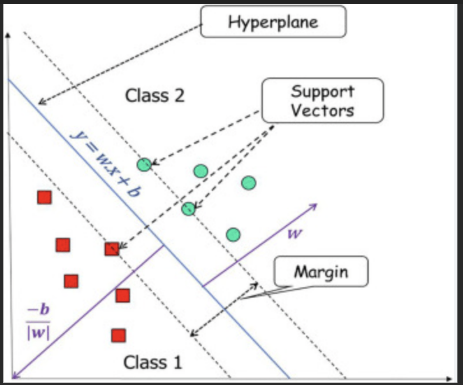 Hyperplane
Class 2
Support
Vectors
y = wx + b
w
Margin
−b
|w|
Class 1